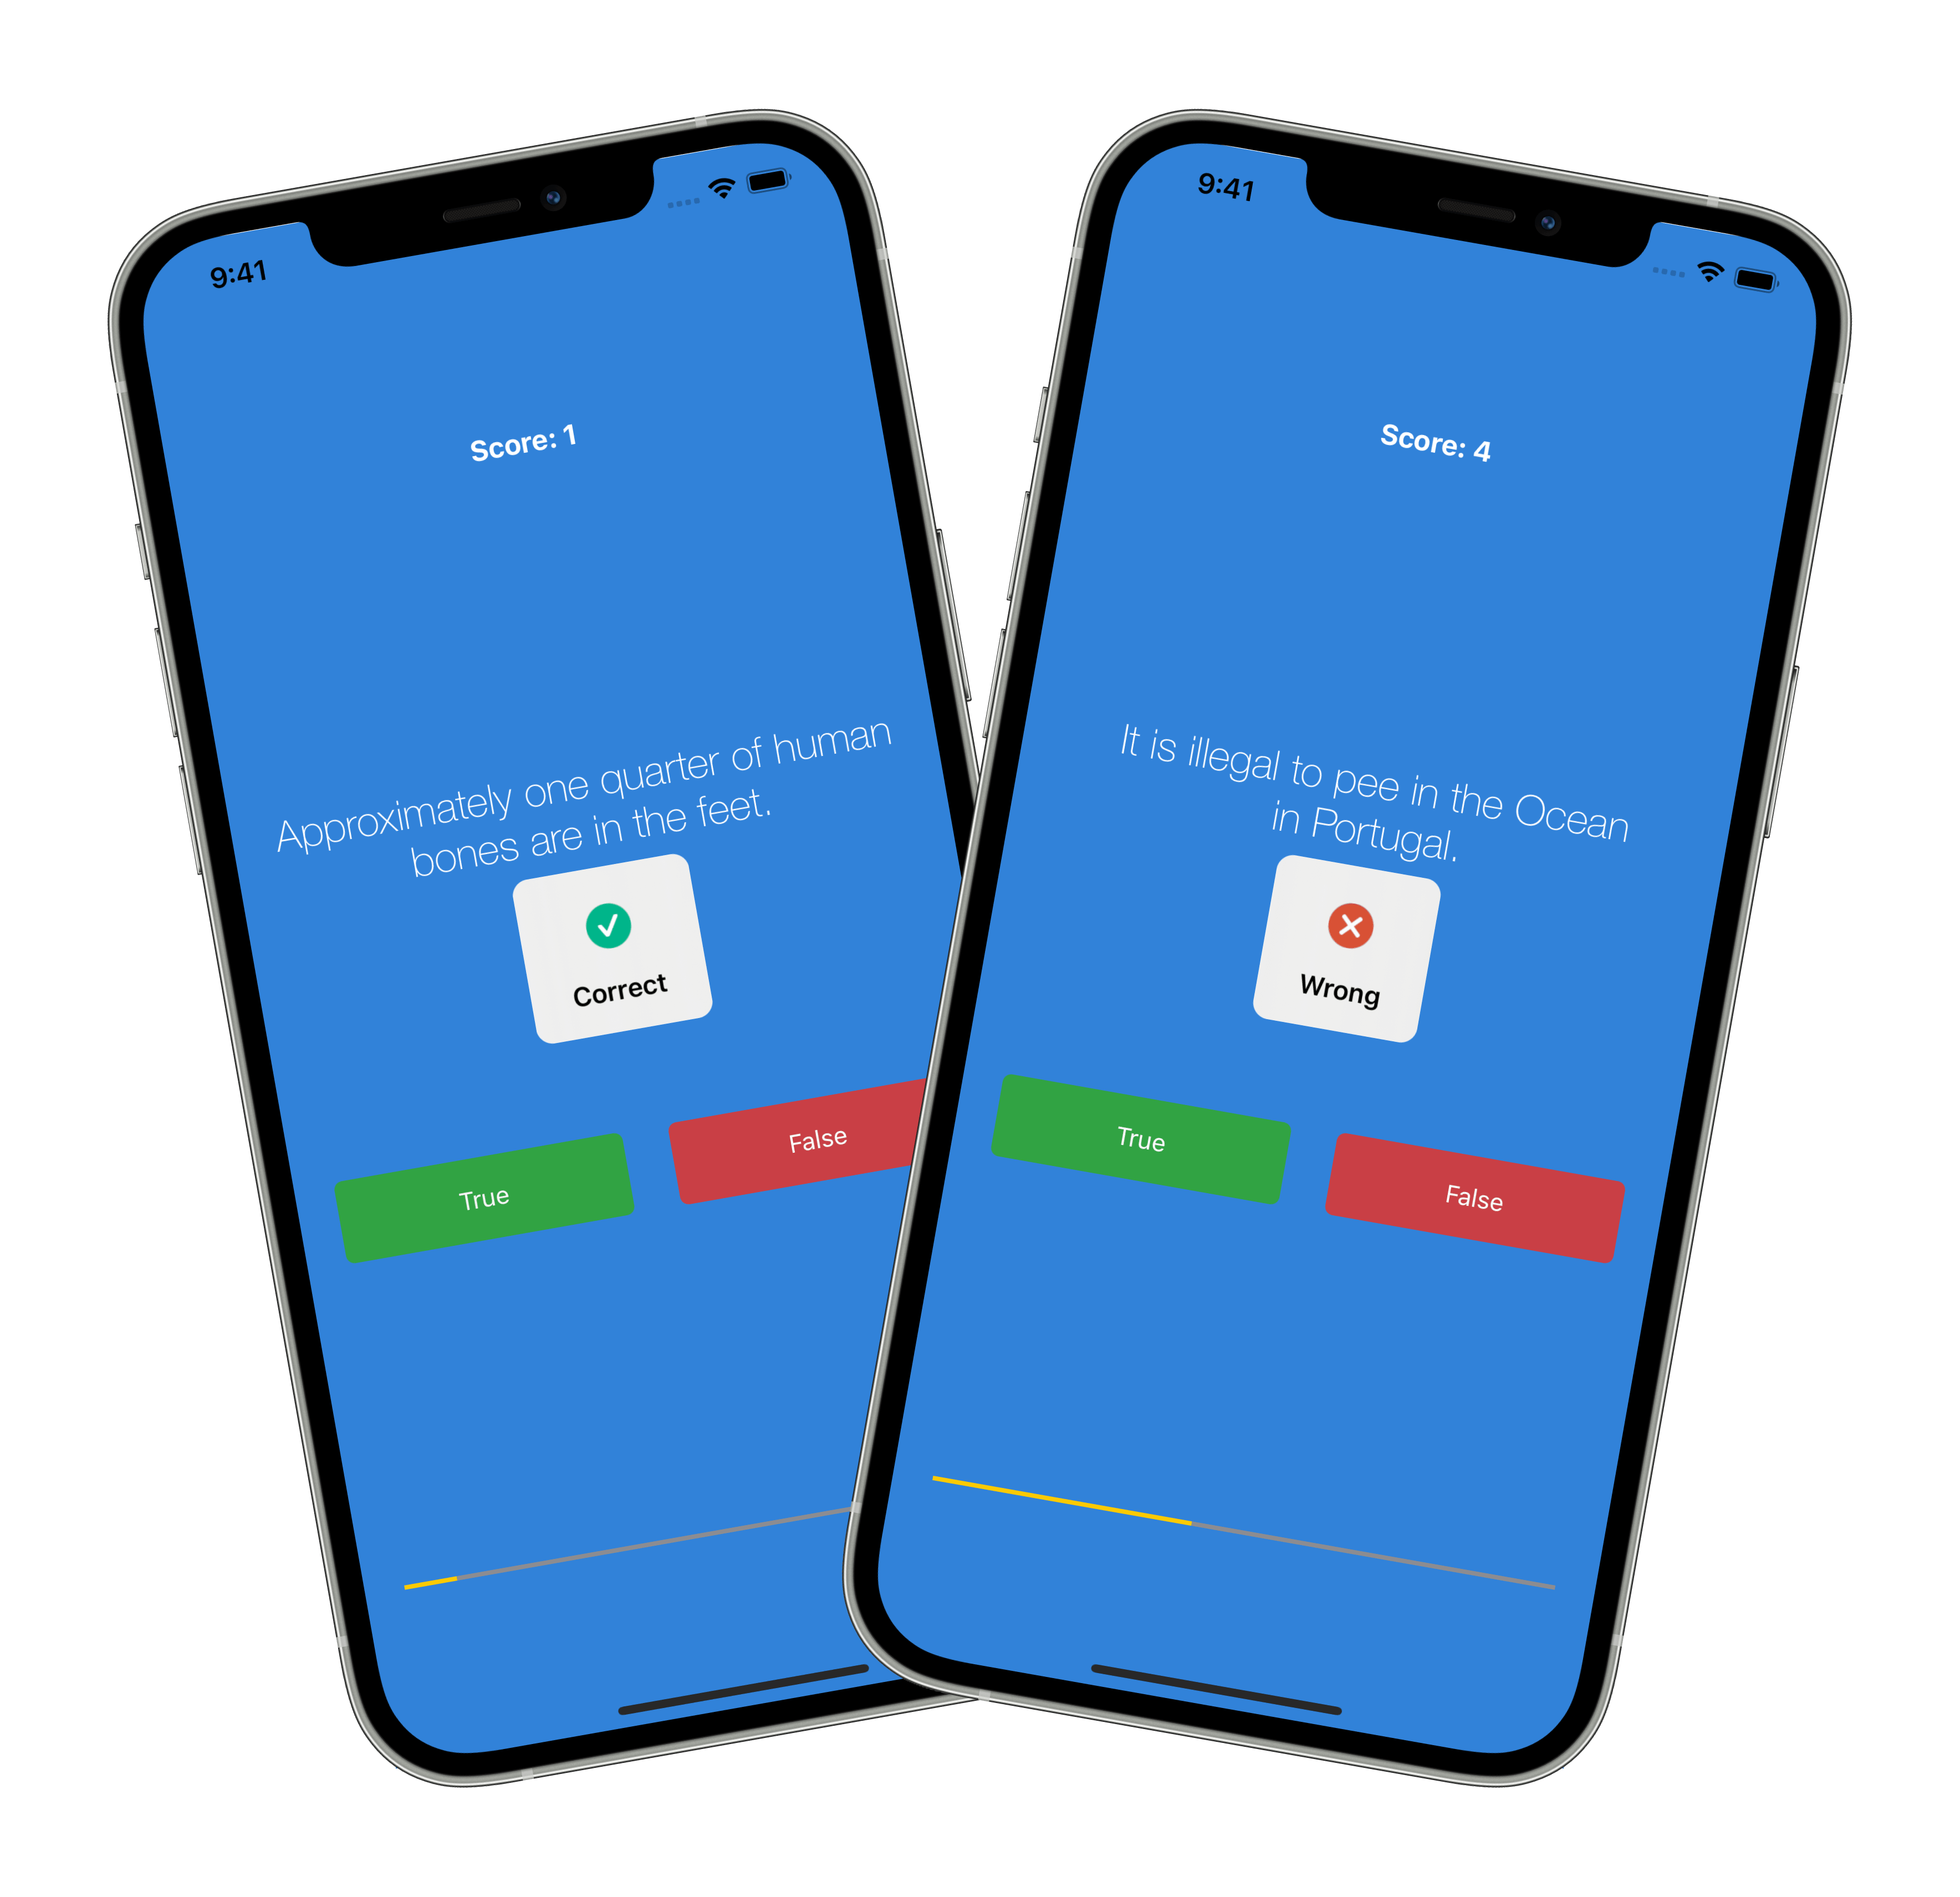 9:41
Score: 1
Approximately one quarter of human
bones are in the feet.
Correct
True
False
9:41
Score: 4
It is illegal to pee in the Ocean
in Portugal.
Wrong
True
False